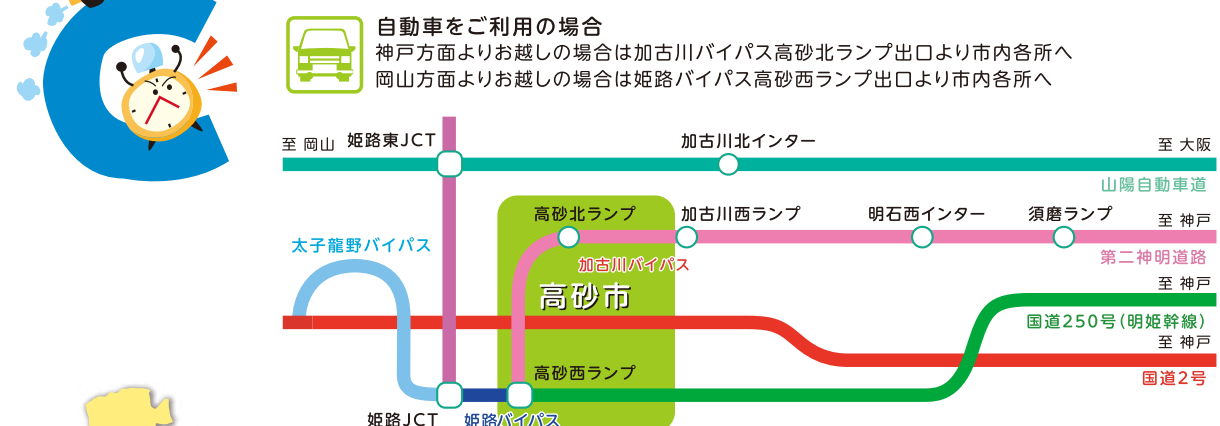 自動車をご利用の場合
神戸方面よりお越しの場合は加古川バイパス高砂北ランプ出口より市内各所へ
岡山方面よりお越しの場合は姫路バイパス高砂西ランプ出口より市内各所へ
至 岡山
姫路東JCT
加古川北インター
至 大阪
山陽自動車道
高砂北ランプ
加古川西ランプ
明石西インター
須磨ランプ
至 神戸
太子龍野バイパス
加古川バイパス
第二神明道路
高砂市
至 神戸
国道250号(明姫幹線)
至 神戸
高砂西ランプ
国道2号
姫路JCT
姫路バイパス